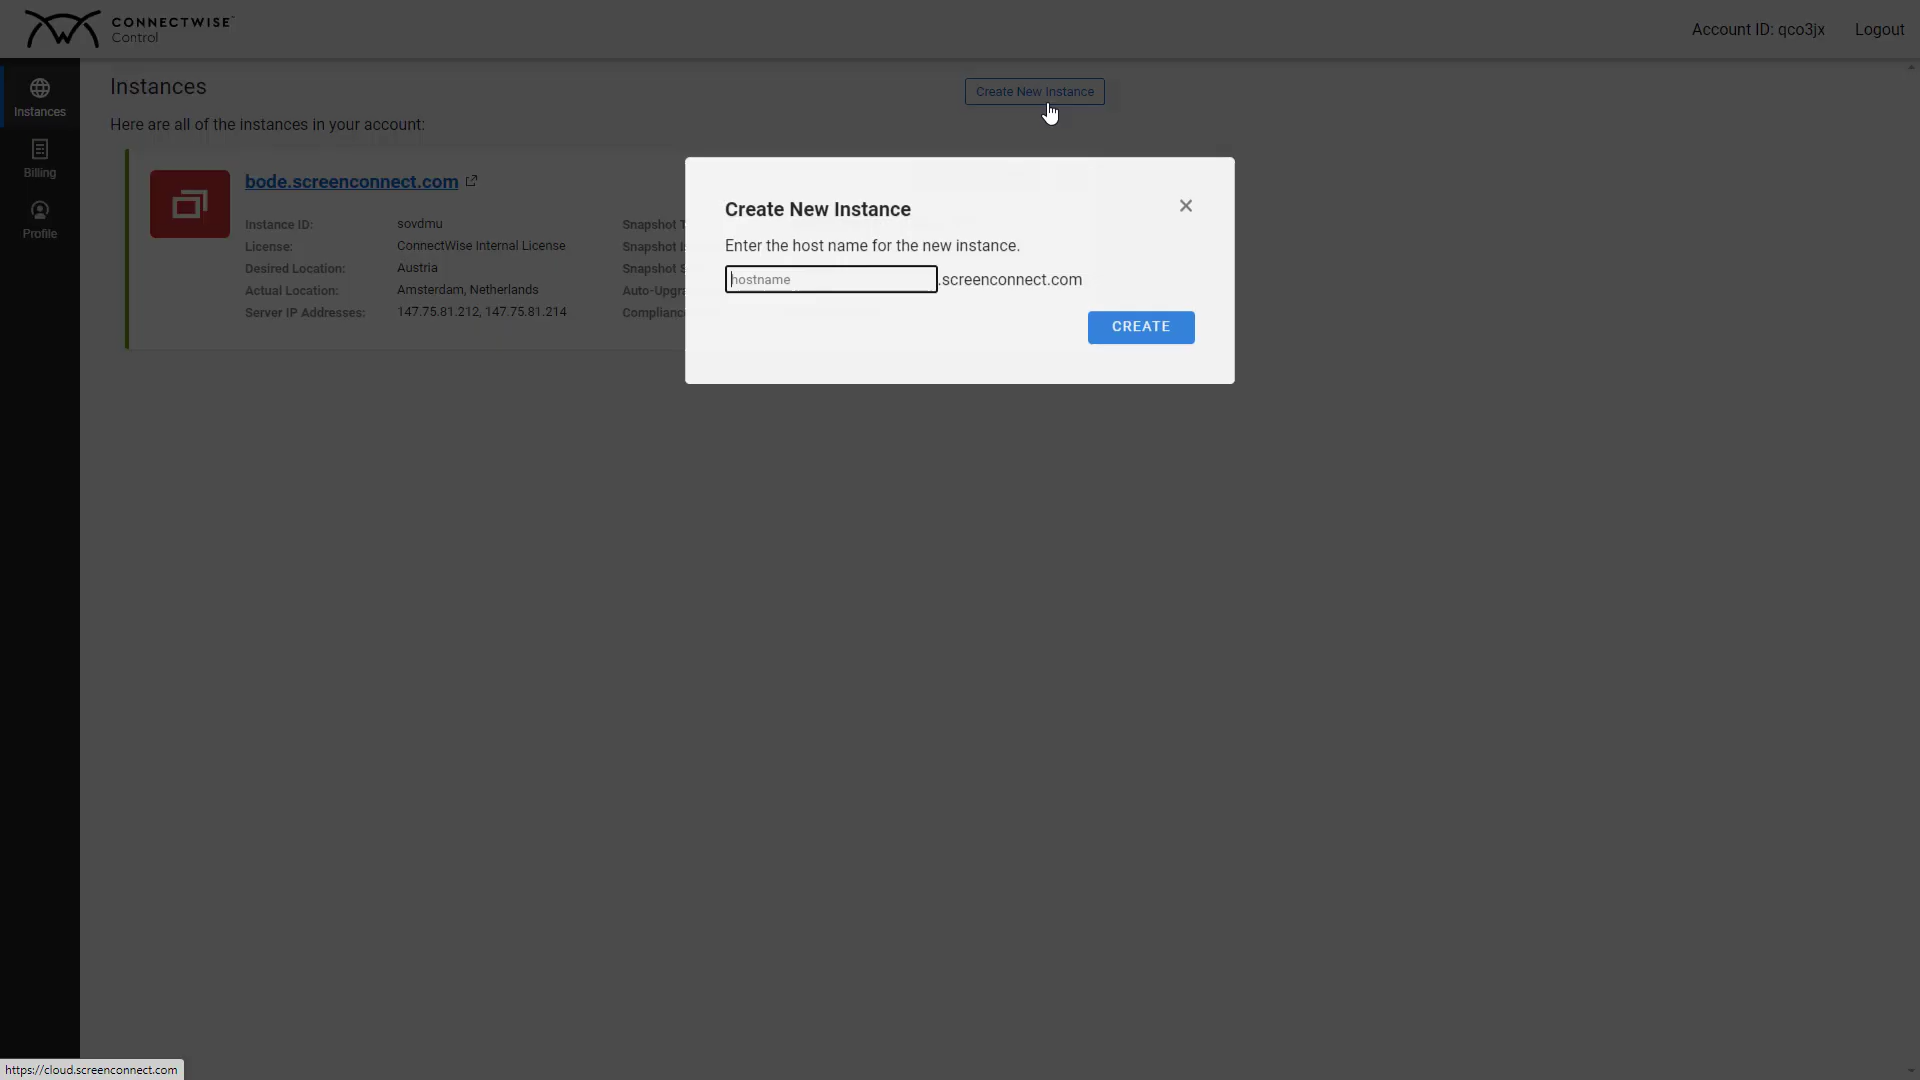 CONNECTWISE
Control
Account ID: qco3jx
Logout
Instances
Billing
Profile
Instances
Create New Instance
Here are all of the instances in your account:
bode.screenconnect.com
Instance ID: sovdmu
License: ConnectWise Internal License
Desired Location: Austria
Actual Location: Amsterdam, Netherlands
Server IP Addresses: 147.75.81.212, 147.75.81.214
Snapshot
Snapshot
Snapshot
Create New Instance
Enter the host name for the new instance.
hostname .screenconnect.com
CREATE
https://cloud.screenconnect.com